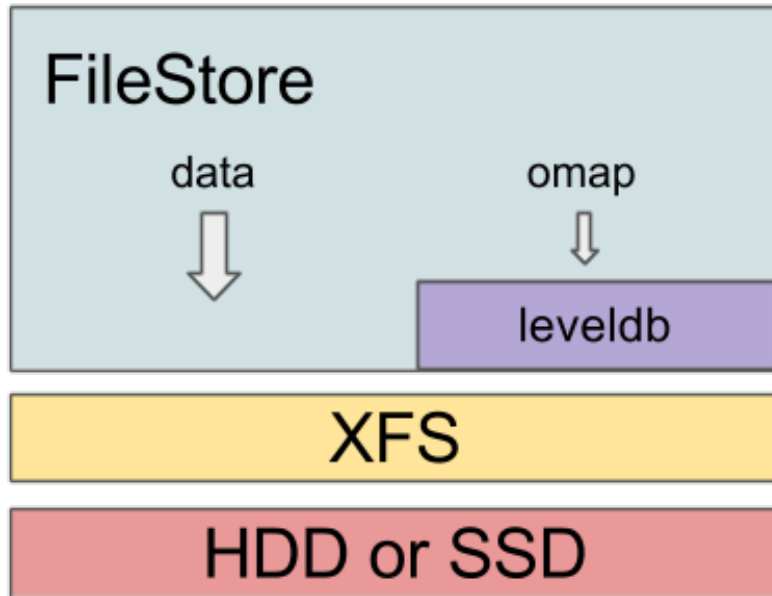 FileStore
data
omap
leveldb
XFS
HDD or SSD